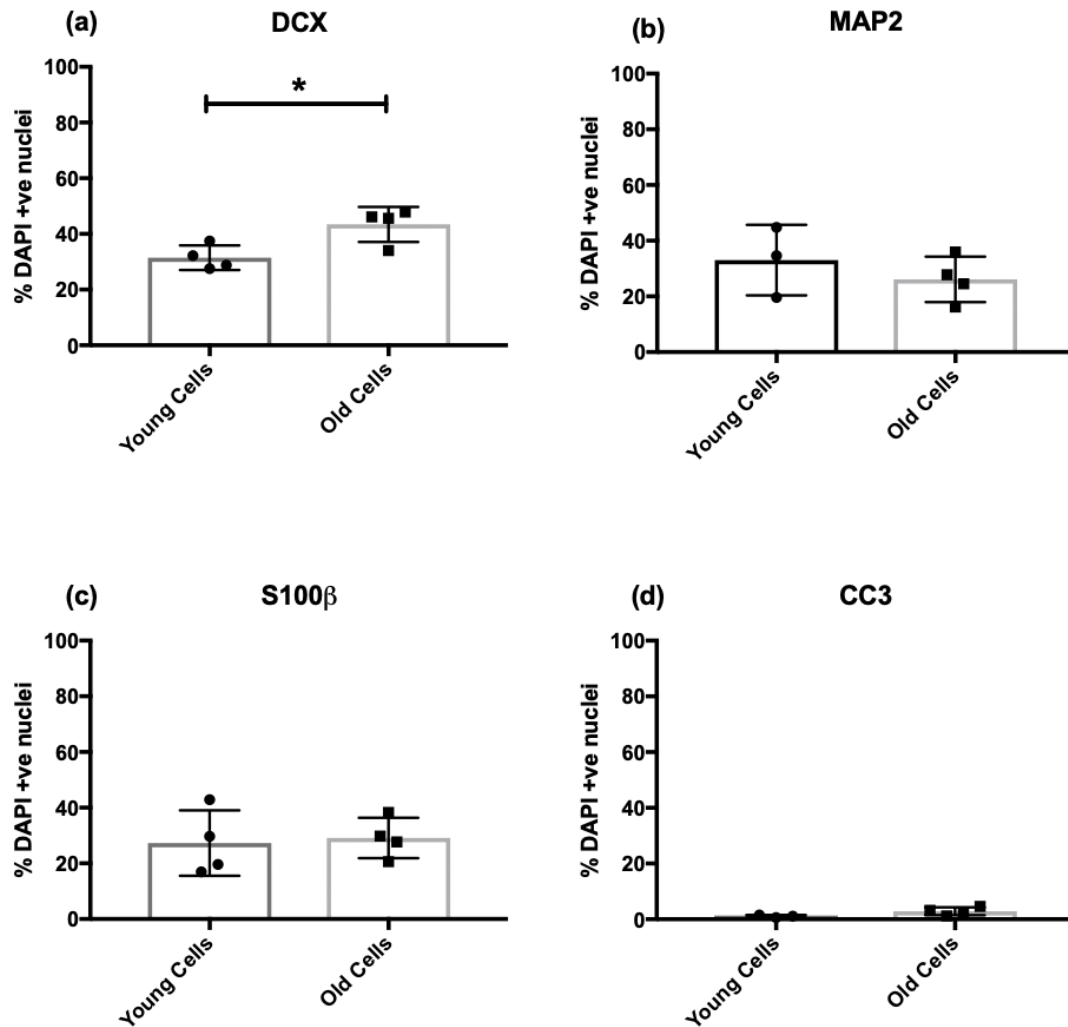 (a) DCX
% DAPI +ve nuclei
100
80
60
40
20
0
*
Young Cells
Old Cells
(b) MAP2
% DAPI +ve nuclei
100
80
60
40
20
0
Young Cells
Old Cells
(c) S100β
% DAPI +ve nuclei
100
80
60
40
20
0
Young Cells
Old Cells
(d) CC3
% DAPI +ve nuclei
100
80
60
40
20
0
Young Cells
Old Cells